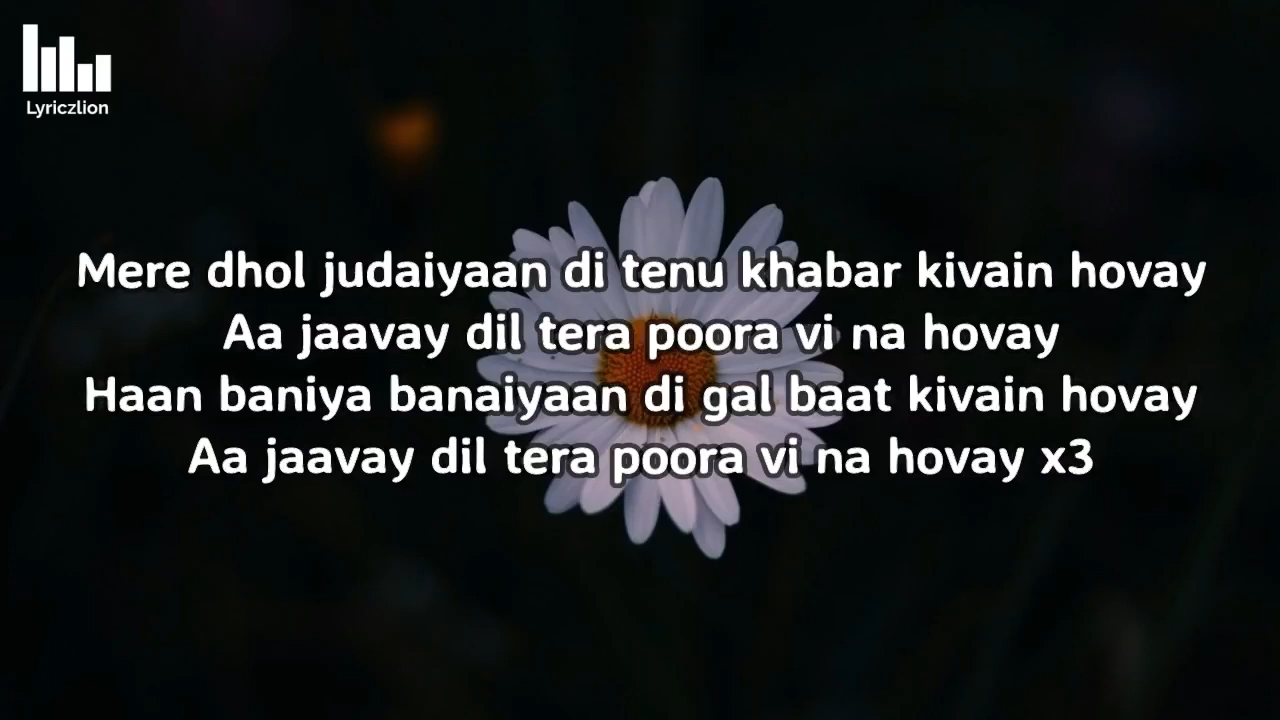 Lyriczlion
Mere dhol judaiyaan di tenu khabar kivain hovay
Aa jaavay dil tera poora vi na hovay
Haan baniya banaiyaan di gal baat kivain hovay
Aa jaavay dil tera poora vi na hovay x3